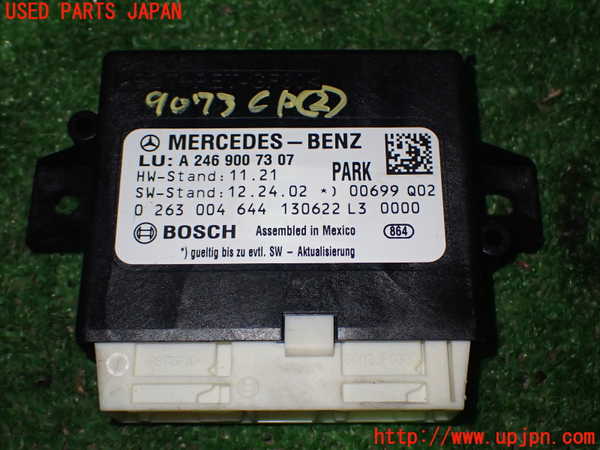 USED PARTS JAPAN
9073 CP(2)
MERCEDES-BENZ
LU: A 246 900 73 07
HW-Stand: 11.21
PARK
SW-Stand: 12.24.02 *) 00699 Q02
0 263 004 644 130622 L3 0000
BOSCH
Assembled in Mexico
864
*) gueltig bis zu evtl. SW - Aktualisierung
http://www.upjpn.com/